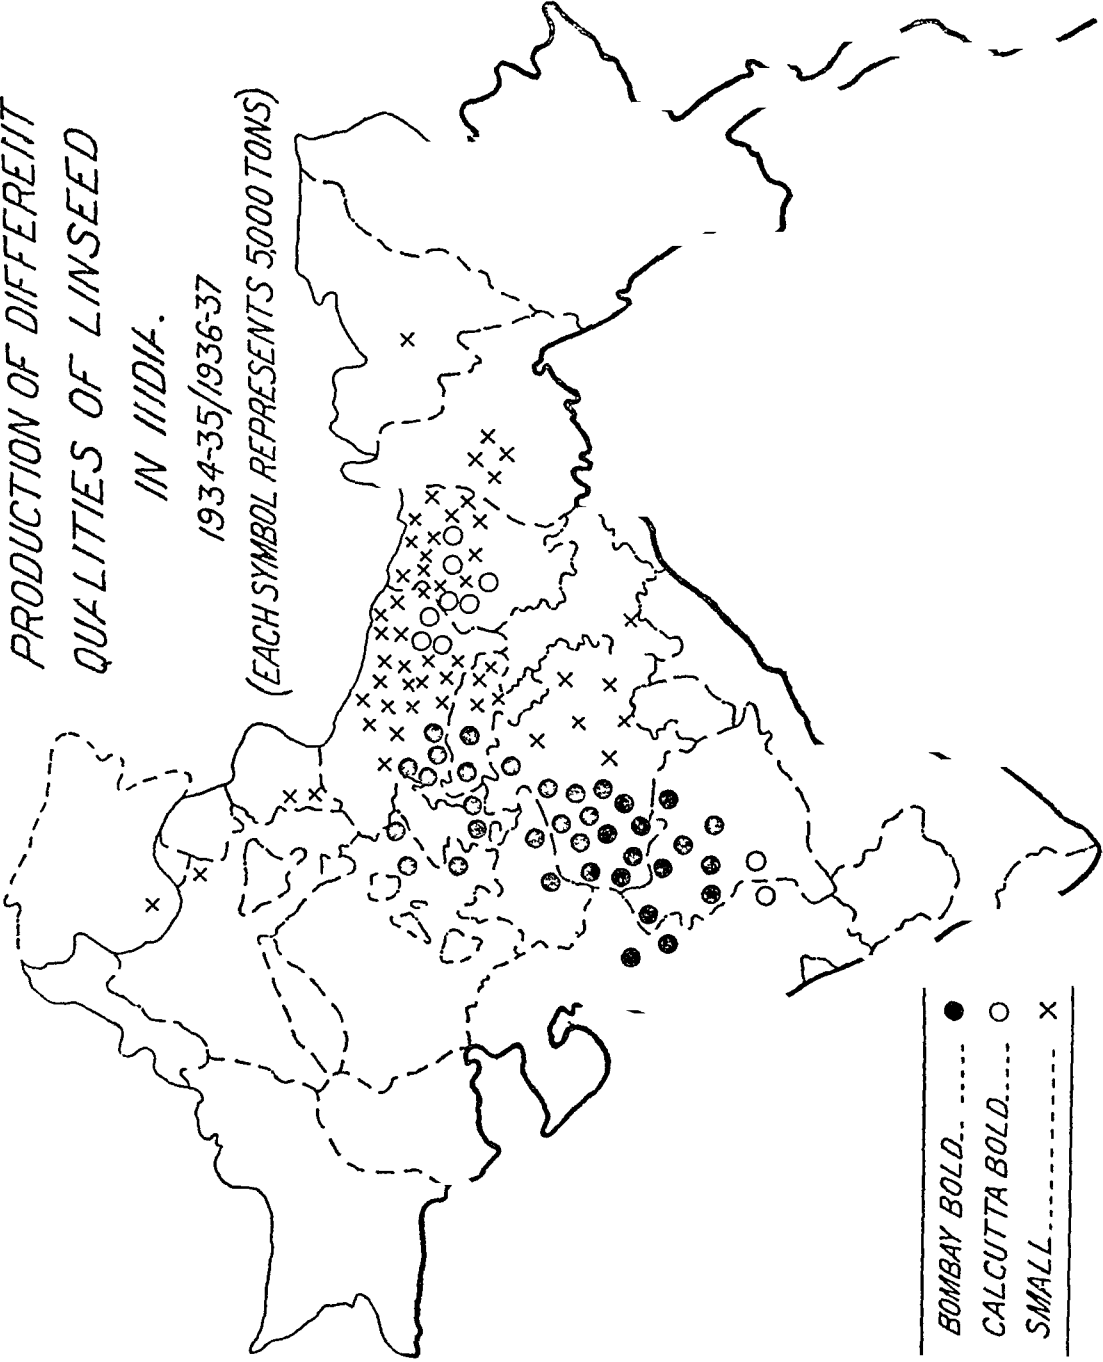 PRODUCTION OF DIFFERENT
QUALITIES OF LINSEED
IN INDIA.
1934-35/1936-37
(EACH SYMBOL REPRESENTS 5,000 TONS)
BOMBAY BOLD
CALCUTTA BOLD
SMALL